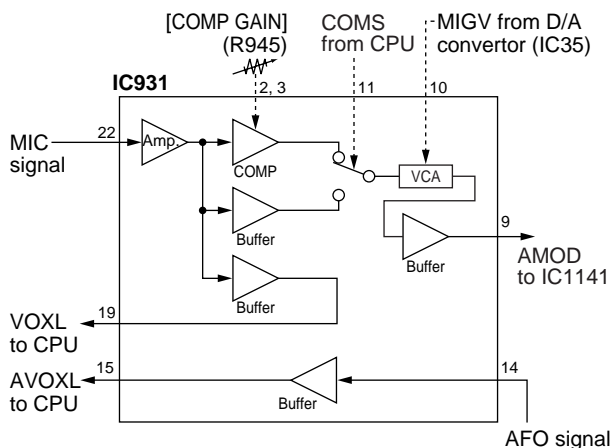 [COMP GAIN]
(R945)
COMS
from CPU
MIGV from D/A
convertor (IC35)
IC931
2, 3
11
10
MIC
signal
22
Amp.
COMP
VCA
Buffer
Buffer
9
AMOD
to IC1141
Buffer
VOXL
to CPU
19
AVOXL
to CPU
15
Buffer
14
AFO signal